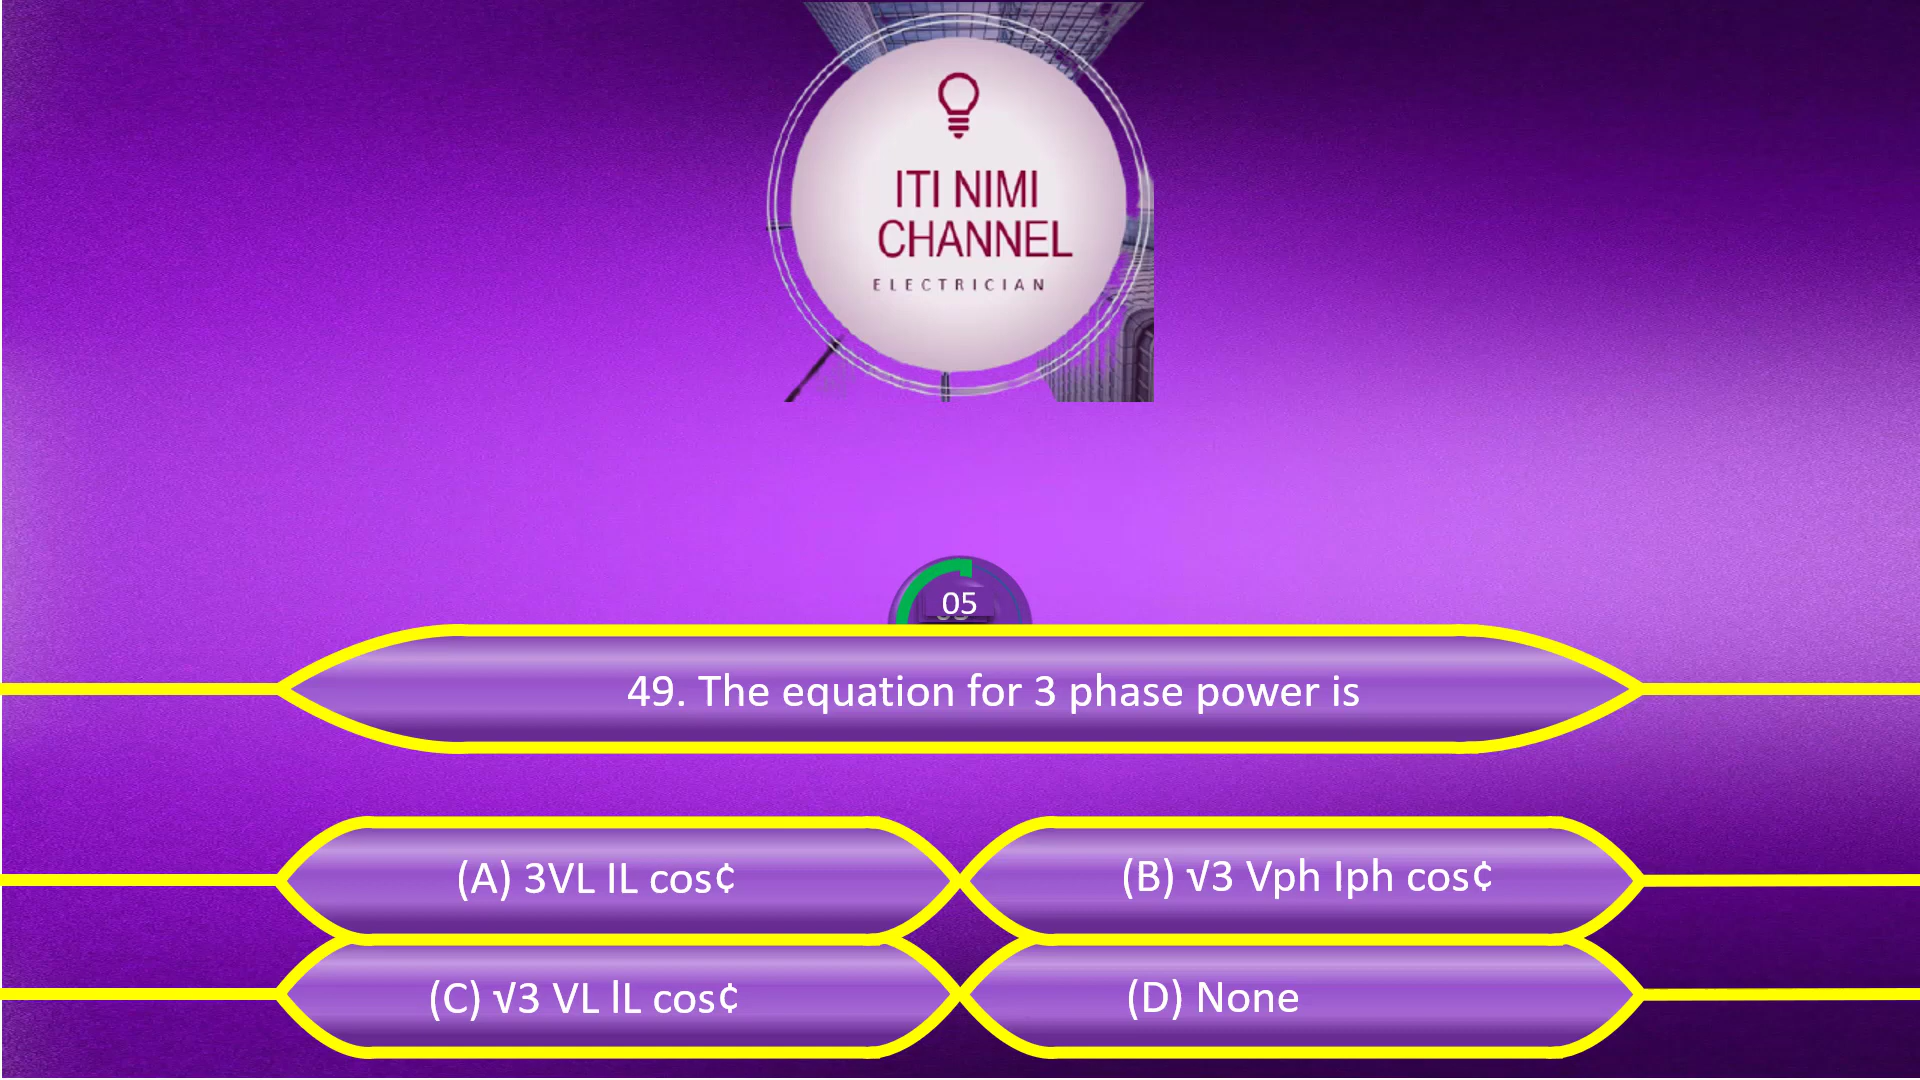 ITI NIMI
CHANNEL
ELECTRICIAN
05
49. The equation for 3 phase power is
(A) 3VL IL cos¢
(B) √3 Vph Iph cos¢
(C) √3 VL lL cos¢
(D) None